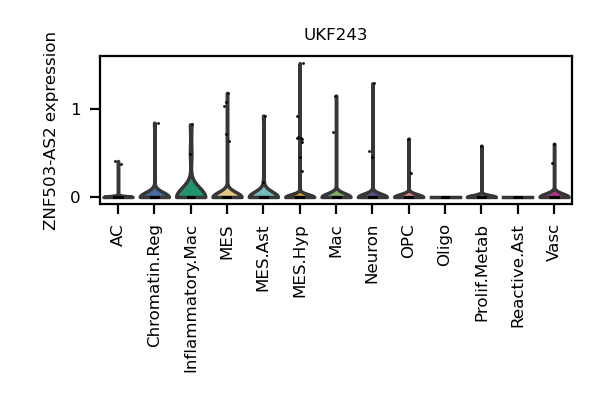 UKF243
ZNF503-AS2 expression
1
0
AC
Chromatin.Reg
Inflammatory.Mac
MES
MES.Ast
MES.Hyp
Mac
Neuron
OPC
Oligo
Prolif.Metab
Reactive.Ast
Vasc